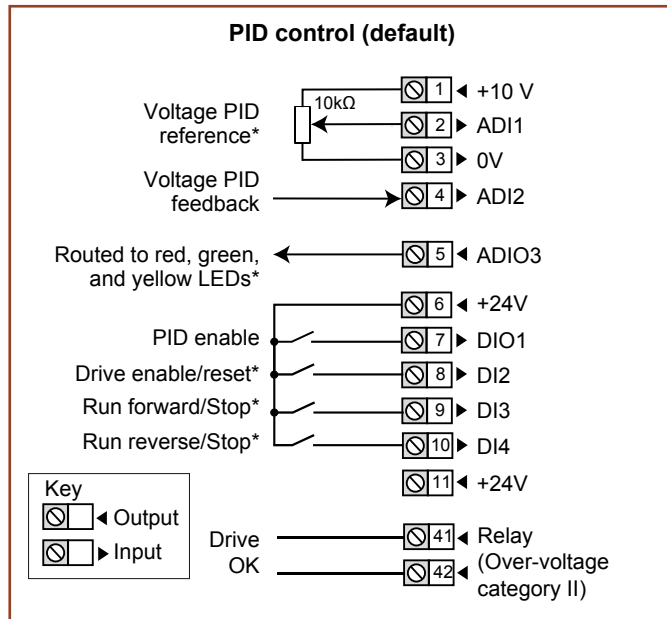 PID control (default)
1 +10 V
10kΩ
Voltage PID
reference*
2 ADI1
3 0V
Voltage PID
feedback
4 ADI2
Routed to red, green,
and yellow LEDs*
5 ADIO3
6 +24V
PID enable
7 DIO1
Drive enable/reset*
8 DI2
Run forward/Stop*
9 DI3
Run reverse/Stop*
10 DI4
11 +24V
Key
Output
Input
Drive
OK
41 Relay
(Over-voltage
42
category II)